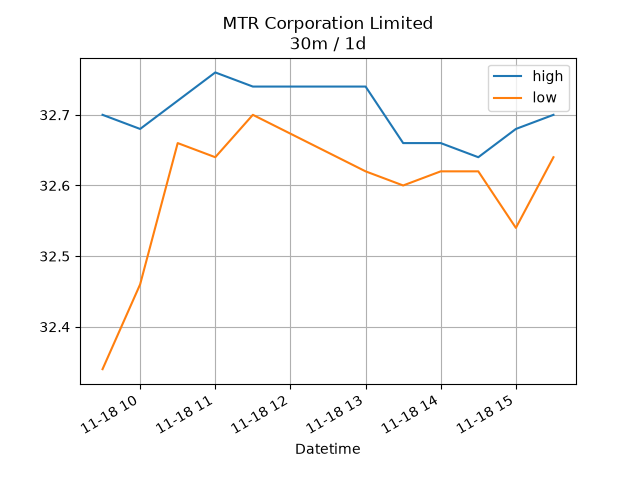 MTR Corporation Limited
30m / 1d
high
low
32.7
32.6
32.5
32.4
11-18 10
11-18 11
11-18 12
11-18 13
11-18 14
11-18 15
Datetime